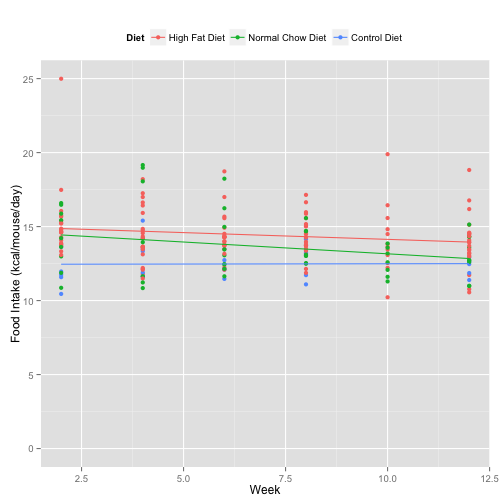 Diet High Fat Diet Normal Chow Diet Control Diet
25
20
15
10
5
0
Food Intake (kcal/mouse/day)
2.5 5.0 7.5 10.0 12.5
Week